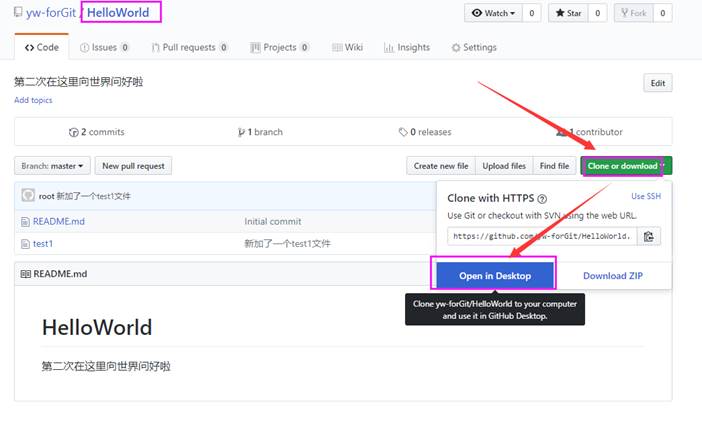 yw-forGit / HelloWorld
Watch 0 Star 0 Fork 0
Code Issues 0 Pull requests 0 Projects 0 Wiki Insights Settings
第二次在这里向世界问好啦 Edit
Add topics
2 commits 1 branch 0 releases 1 contributor
Branch: master New pull request Create new file Upload files Find file Clone or download
root 新加了一个test1文件
README.md Initial commit
test1 新加了一个test1文件
Clone with HTTPS Use SSH
Use Git or checkout with SVN using the web URL.
https://github.com/yw-forGit/HelloWorld.
Open in Desktop Download ZIP
Clone yw-forGit/HelloWorld to your computer
and use it in GitHub Desktop.
README.md
HelloWorld
第二次在这里向世界问好啦